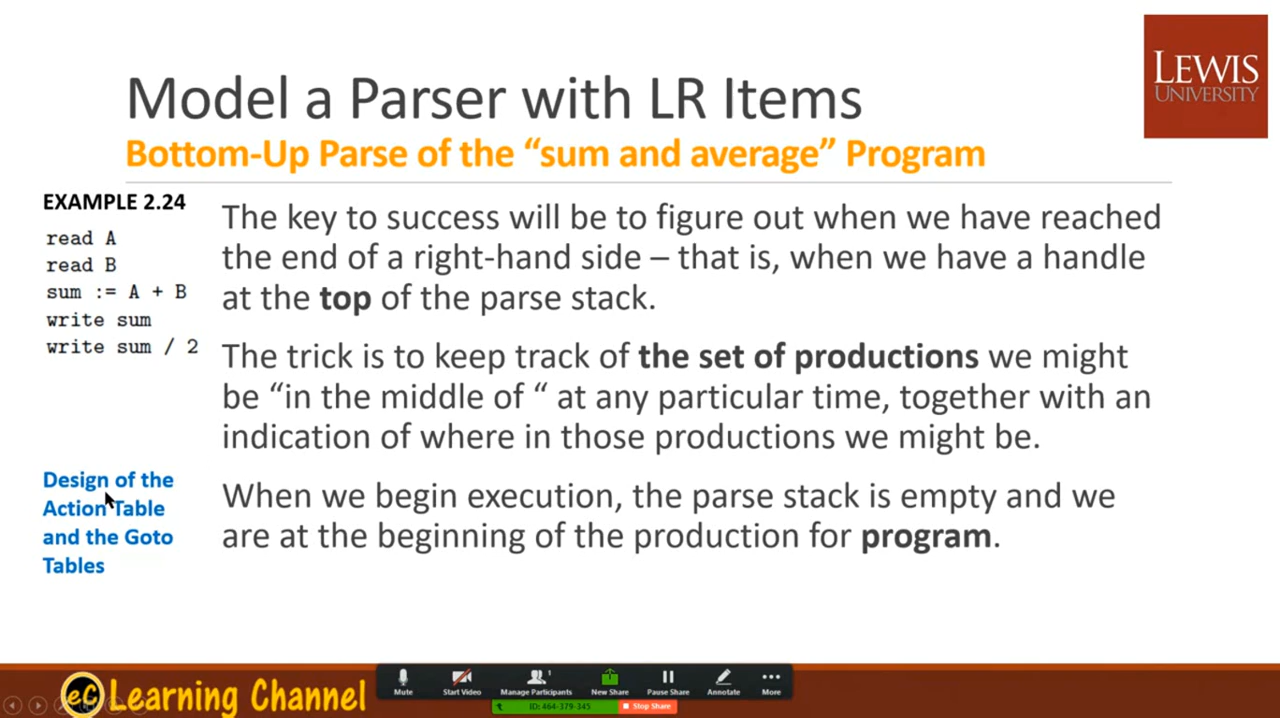 LEWIS
UNIVERSITY
Model a Parser with LR Items
Bottom-Up Parse of the “sum and average” Program
EXAMPLE 2.24
read A
read B
sum := A + B
write sum
write sum / 2
The key to success will be to figure out when we have reached
the end of a right-hand side – that is, when we have a handle
at the top of the parse stack.
The trick is to keep track of the set of productions we might
be “in the middle of “ at any particular time, together with an
indication of where in those productions we might be.
Design of the
Action Table
and the Goto
Tables
When we begin execution, the parse stack is empty and we
are at the beginning of the production for program.
eC Learning Channel
Mute
Start Video
1
Manage Participants
New Share
Pause Share
Annotate
More
ID: 464-379-345
Stop Share